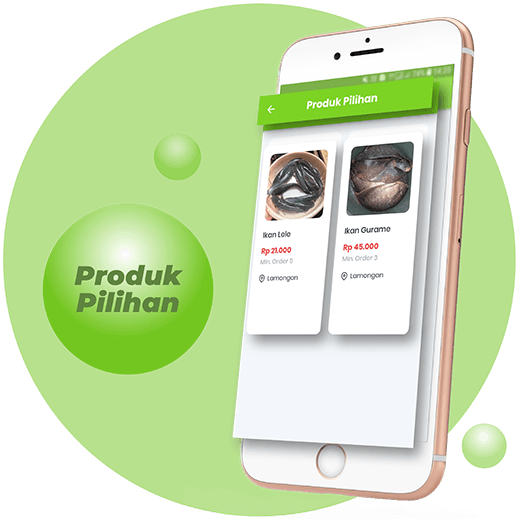 Produk Pilihan
Ikan Lele
Rp 21.000
Min. Order 0
Lamongan
Ikan Gurame
Rp 45.000
Min. Order 3
Lamongan
Produk
Pilihan